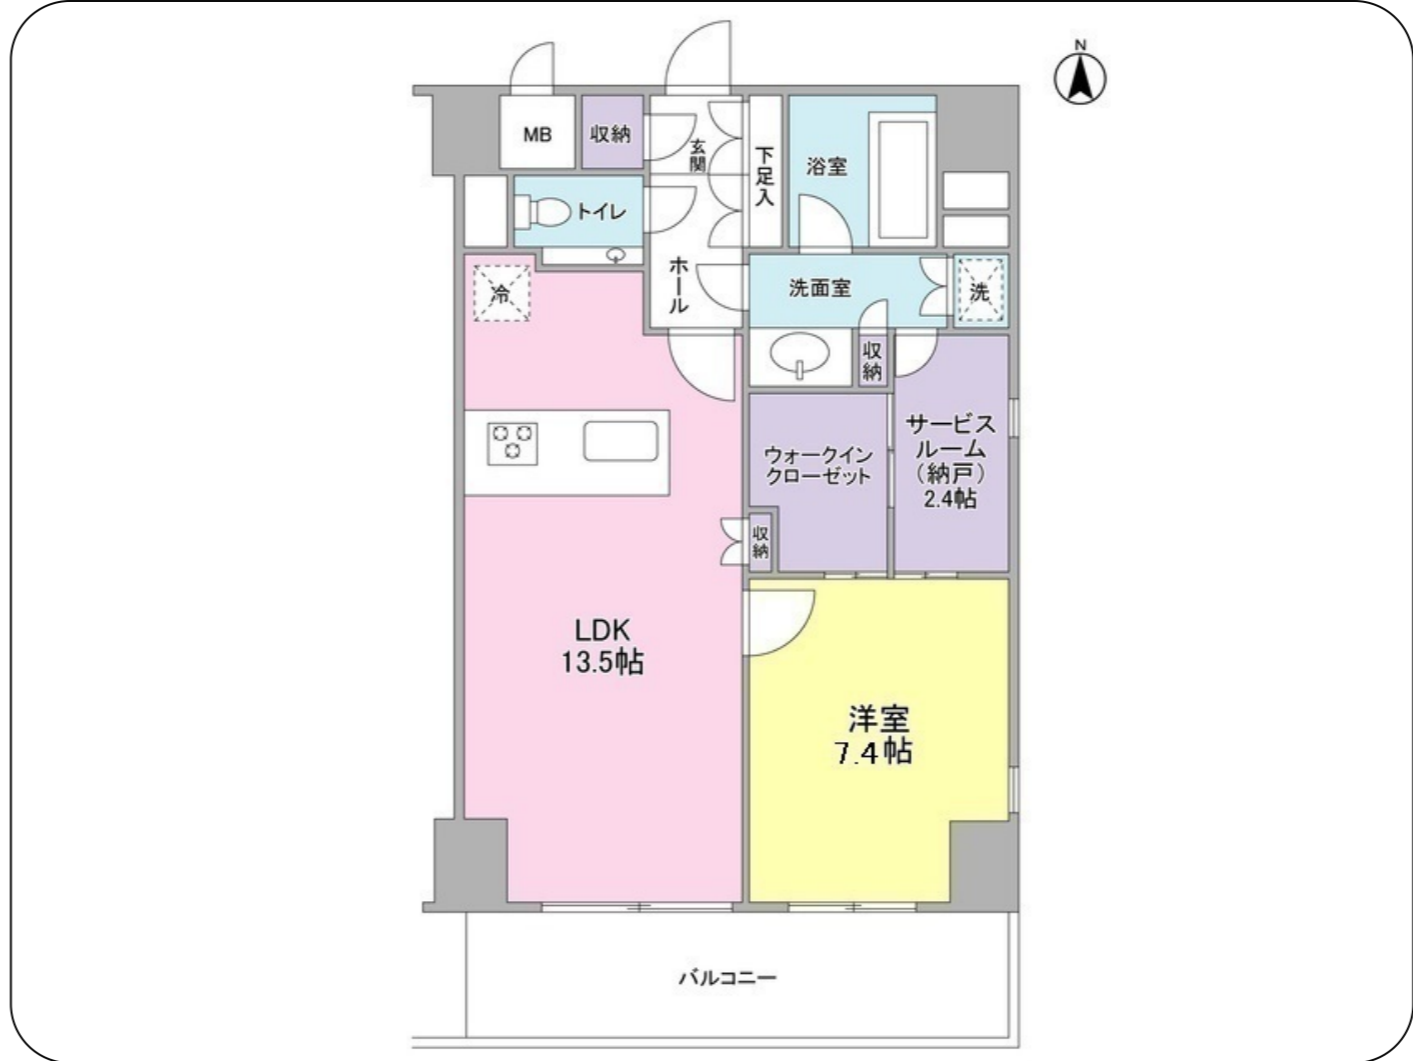 N
MB
収納
玄関
下足入
浴室
トイレ
ホール
洗面室
洗
冷
収納
サービス
ルーム
（納戸）
2.4帖
ウォークイン
クローゼット
収納
LDK
13.5帖
洋室
7.4帖
バルコニー